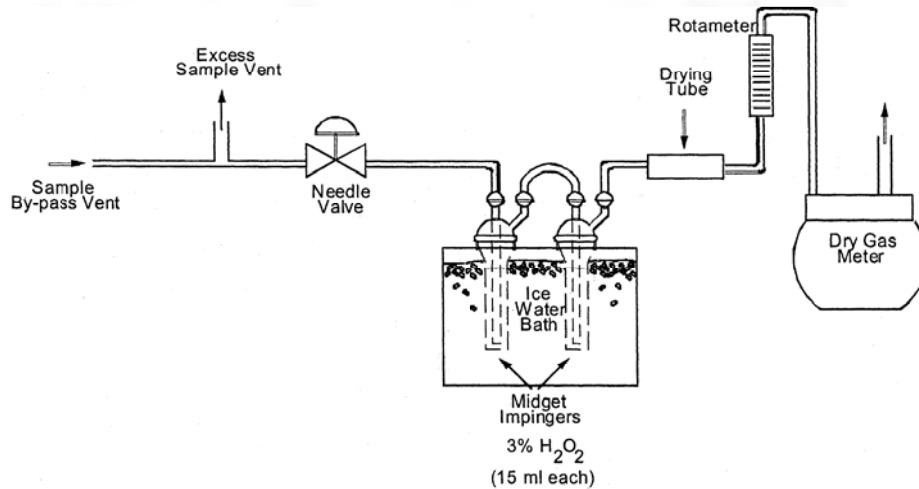 Rotameter
Excess
Sample Vent
Drying
Tube
Sample
By-pass Vent
Needle
Valve
Dry Gas
Meter
Ice
Water
Bath
Midget
Impingers
3% H₂O₂
(15 ml each)